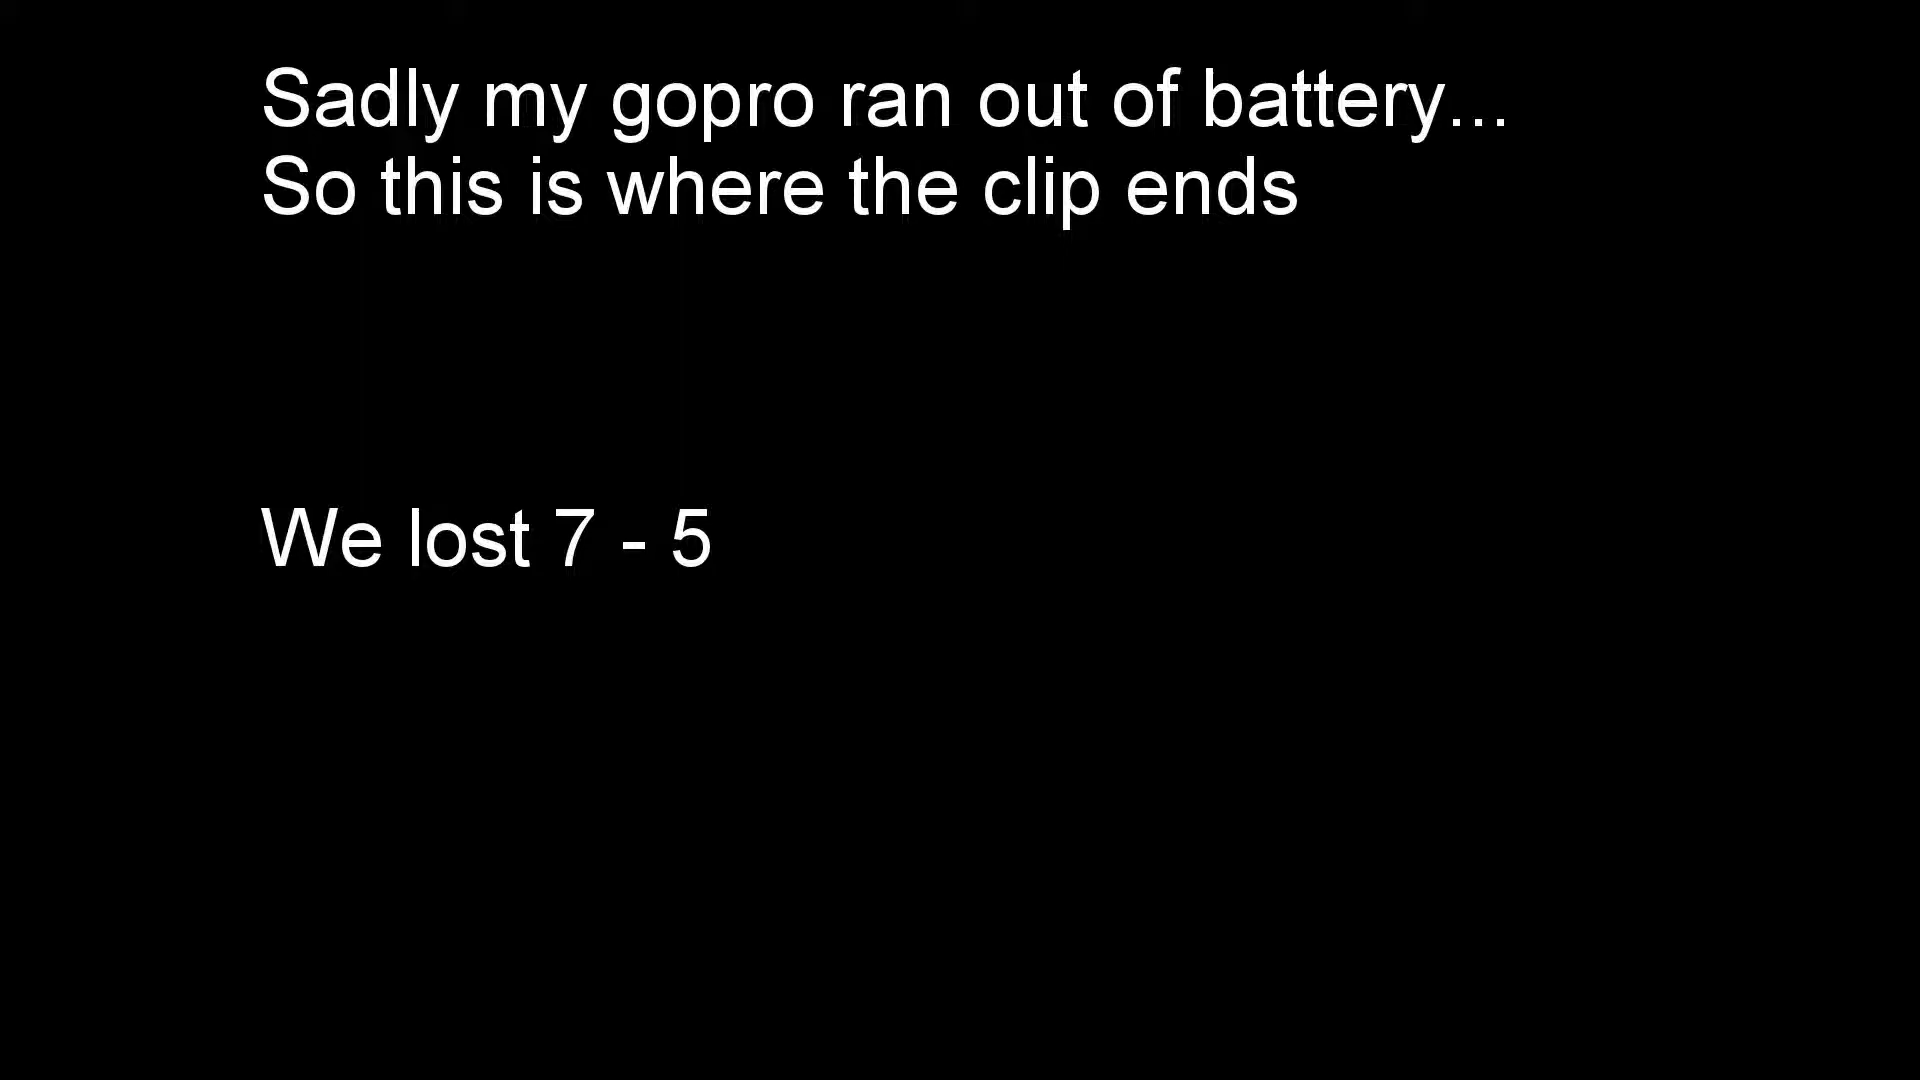 Sadly my gopro ran out of battery...
So this is where the clip ends
We lost 7 - 5